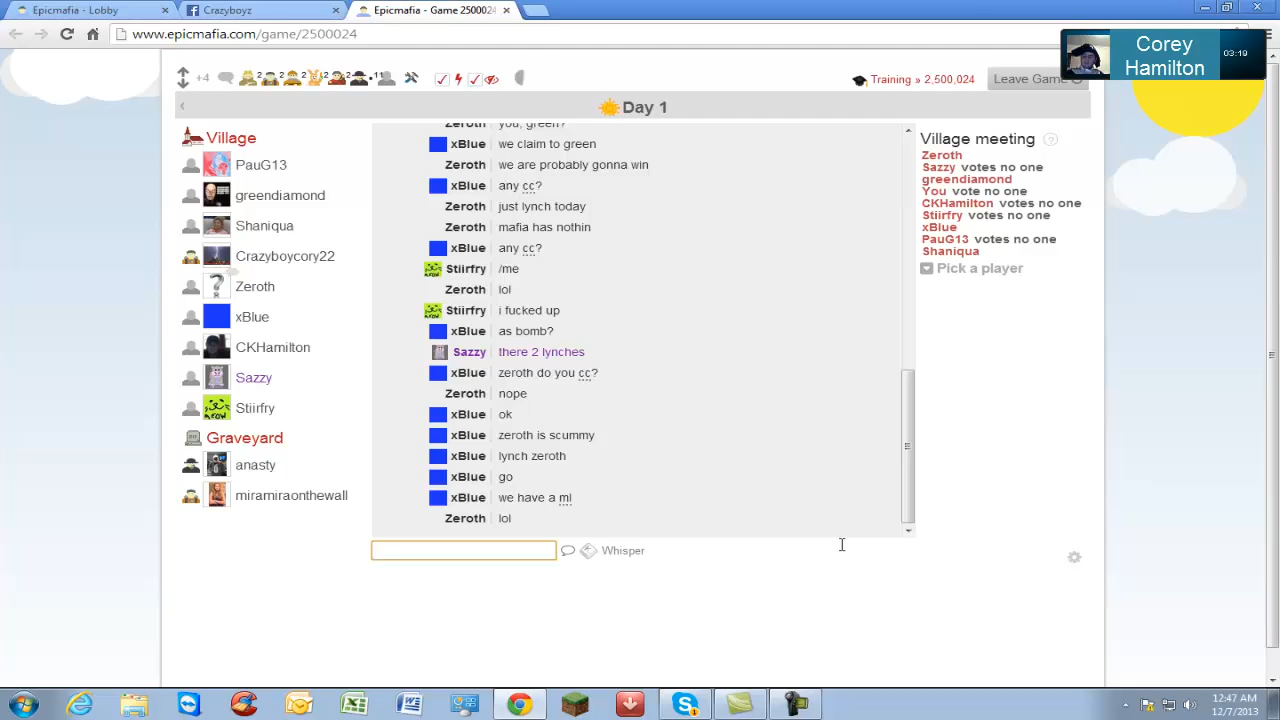 Epicmafia - Lobby
Crazyboyz
Epicmafia - Game 2500024
www.epicmafia.com/game/2500024
Corey Hamilton
03:19
+4
2 2 2 2 11
Training » 2,500,024
Leave Game
Day 1
Village
PauG13
greendiamond
Shaniqua
Crazyboycory22
Zeroth
xBlue
CKHamilton
Sazzy
Stiirfry
Graveyard
anasty
miramiraonthewall
Zeroth you, green?
xBlue we claim to green
Zeroth we are probably gonna win
xBlue any cc?
Zeroth just lynch today
Zeroth mafia has nothin
xBlue any cc?
Stiirfry /me
Zeroth lol
Stiirfry i fucked up
xBlue as bomb?
Sazzy there 2 lynches
xBlue zeroth do you cc?
Zeroth nope
xBlue ok
xBlue zeroth is scummy
xBlue lynch zeroth
xBlue go
xBlue we have a ml
Zeroth lol
Whisper
Village meeting ?
Zeroth
Sazzy votes no one
greendiamond
You vote no one
CKHamilton votes no one
Stiirfry votes no one
xBlue
PauG13 votes no one
Shaniqua
Pick a player
12:47 AM
12/7/2013